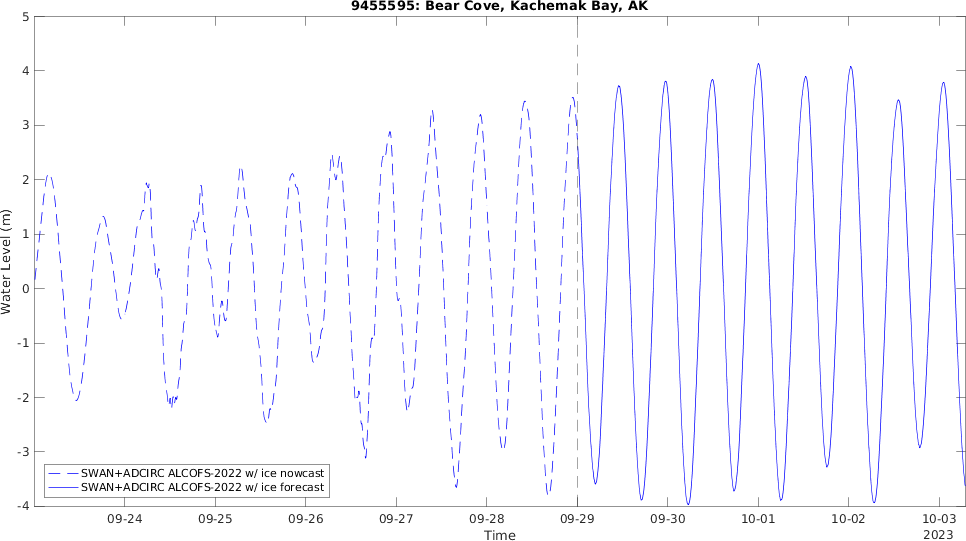 9455595: Bear Cove, Kachemak Bay, AK
Water Level (m)
5
4
3
2
1
0
-1
-2
-3
-4
SWAN+ADCIRC ALCOFS-2022 w/ ice nowcast
SWAN+ADCIRC ALCOFS-2022 w/ ice forecast
09-24 09-25 09-26 09-27 09-28 09-29 09-30 10-01 10-02 10-03
Time
2023